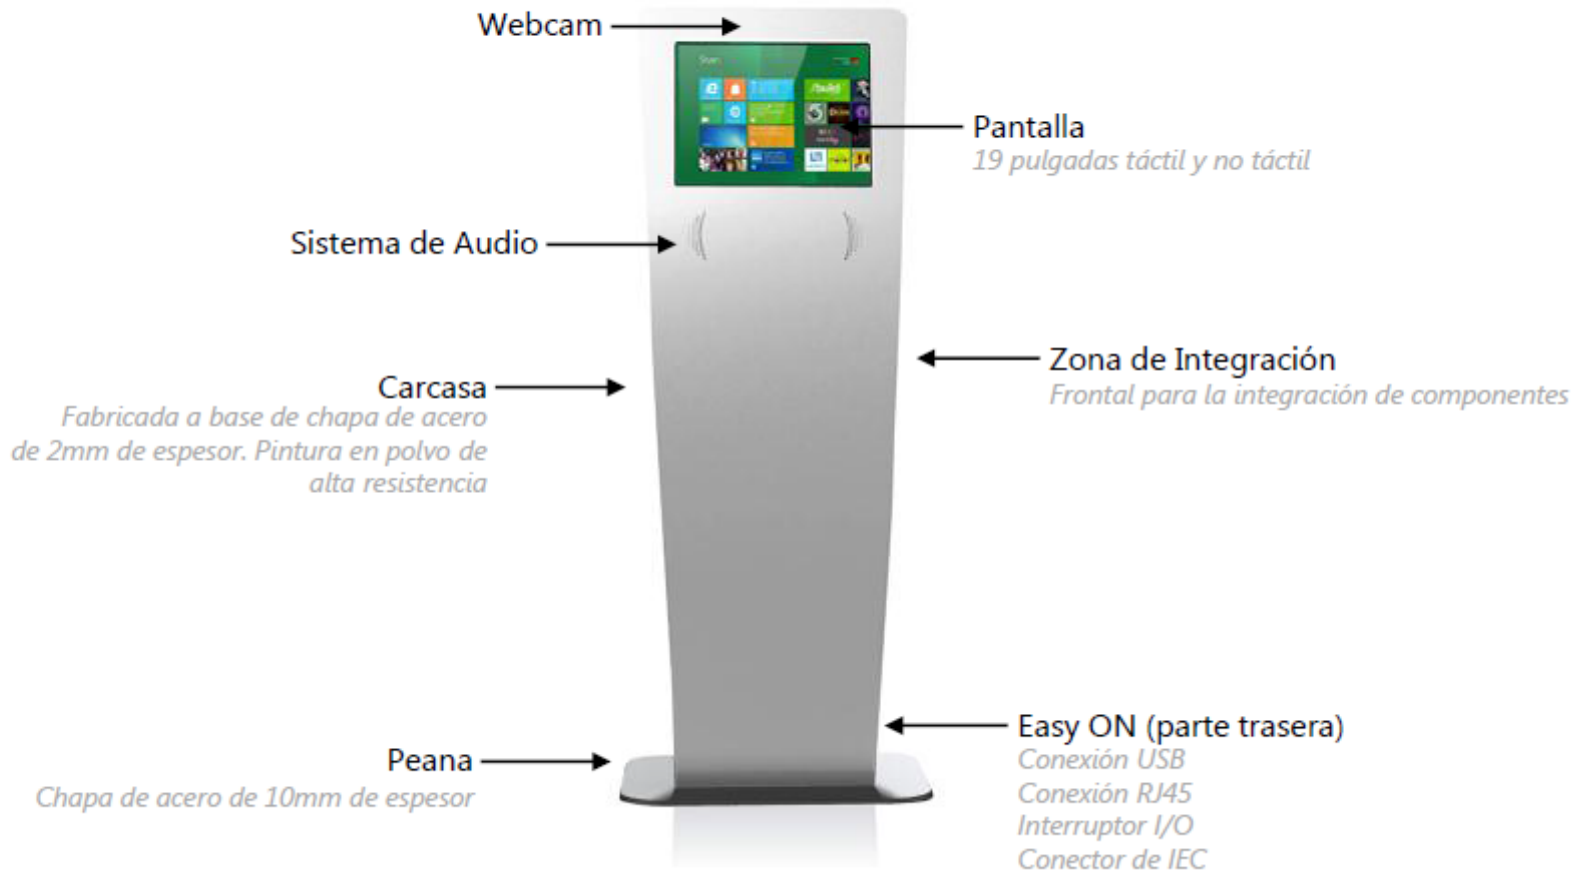 Webcam
Start
/build/
Pantalla
19 pulgadas táctil y no táctil
Sistema de Audio
Zona de Integración
Frontal para la integración de componentes
Carcasa
Fabricada a base de chapa de acero
de 2mm de espesor. Pintura en polvo de
alta resistencia
Easy ON (parte trasera)
Conexión USB
Conexión RJ45
Interruptor I/O
Conector de IEC
Peana
Chapa de acero de 10mm de espesor